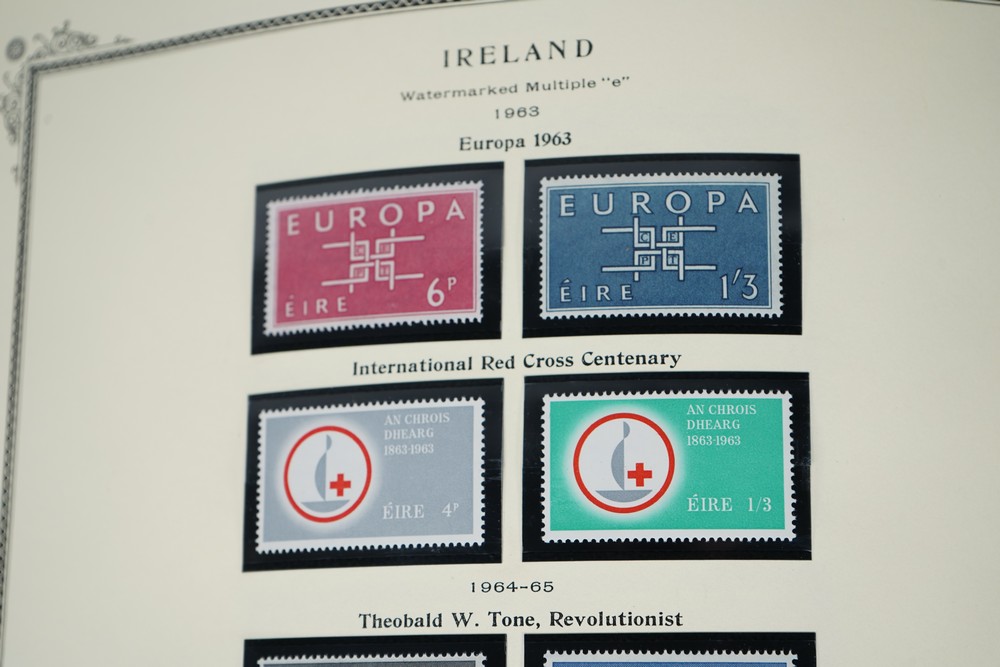 IRELAND
Watermarked Multiple "e"
1963
Europa 1963
EUROPA
ÉIRE 6P
EUROPA
C E
P T
ÉIRE 1/3
International Red Cross Centenary
AN CHROIS
DHEARG
1863-1963
ÉIRE 4P
AN CHROIS
DHEARG
1863-1963
ÉIRE 1/3
1964-65
Theobald W. Tone, Revolutionist